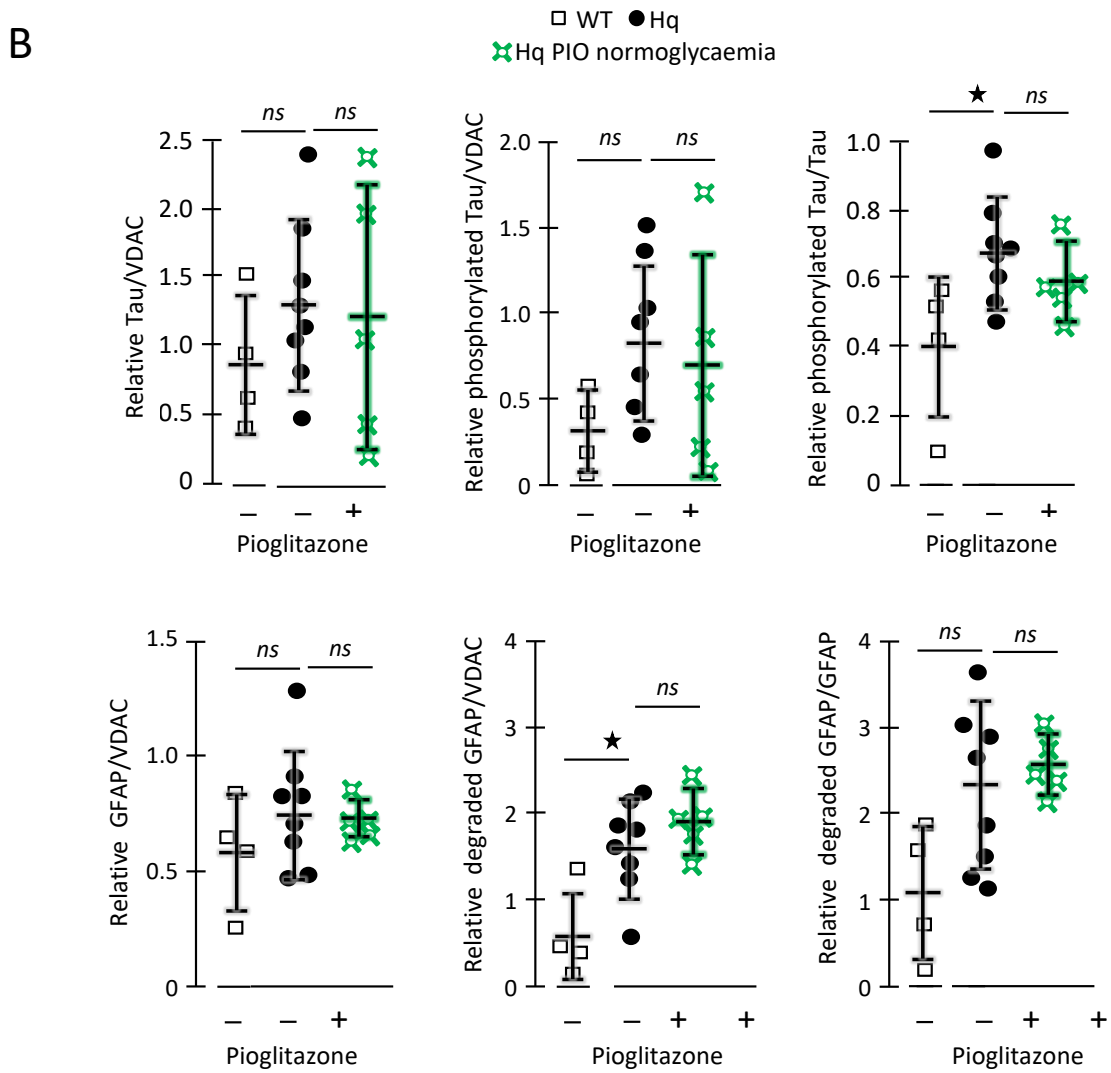 B
WT Hq
Hq PIO normoglycaemia
Relative Tau/VDAC
2.5
2.0
1.5
1.0
0.5
0
ns
ns
– – +
Pioglitazone
Relative phosphorylated Tau/VDAC
2.0
1.5
1.0
0.5
0
ns
ns
– – +
Pioglitazone
Relative phosphorylated Tau/Tau
1.0
0.8
0.6
0.4
0.2
0
★
ns
– – +
Pioglitazone
Relative GFAP/VDAC
1.5
1.0
0.5
0
ns
ns
– – +
Pioglitazone
Relative degraded GFAP/VDAC
4
3
2
1
0
★
ns
– – + +
Pioglitazone
Relative degraded GFAP/GFAP
4
3
2
1
0
ns
ns
– – + +
Pioglitazone